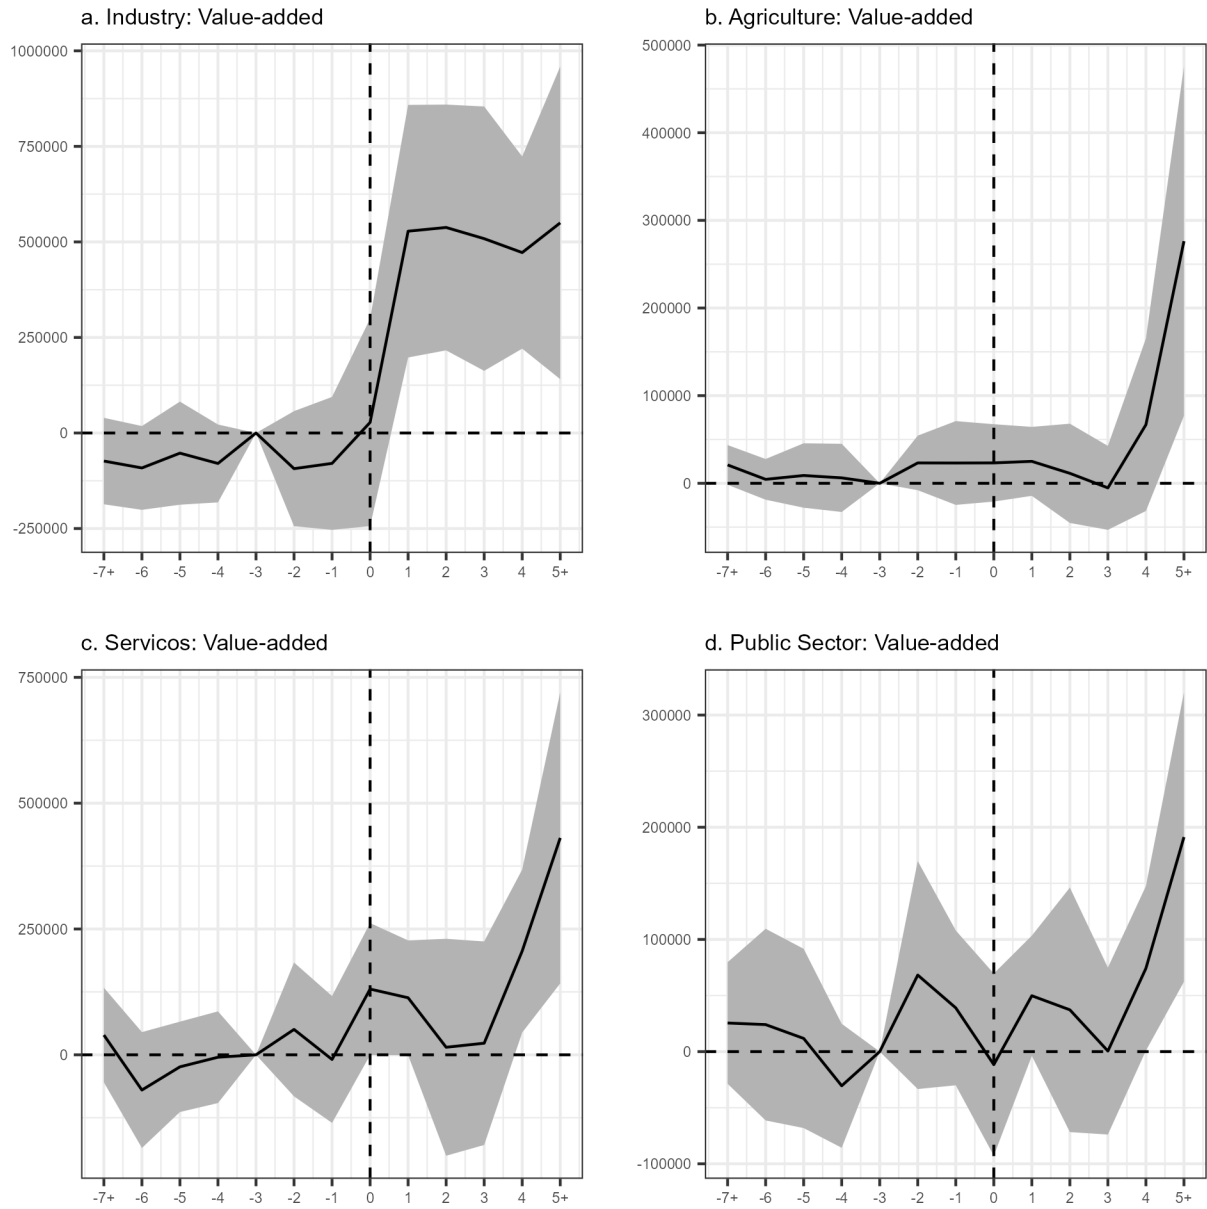 a. Industry: Value-added
1000000
750000
500000
250000
0
-250000
-7+ -6 -5 -4 -3 -2 -1 0 1 2 3 4 5+
b. Agriculture: Value-added
500000
400000
300000
200000
100000
0
-7+ -6 -5 -4 -3 -2 -1 0 1 2 3 4 5+
c. Servicos: Value-added
750000
500000
250000
0
-7+ -6 -5 -4 -3 -2 -1 0 1 2 3 4 5+
d. Public Sector: Value-added
300000
200000
100000
0
-100000
-7+ -6 -5 -4 -3 -2 -1 0 1 2 3 4 5+